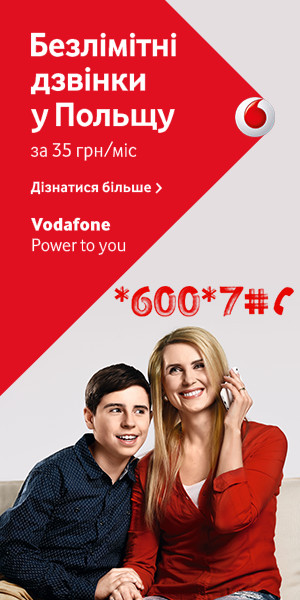 Безлімітні
дзвінки
у Польщу
за 35 грн/міс
Дізнатися більше
Vodafone
Power to you
*600*7#